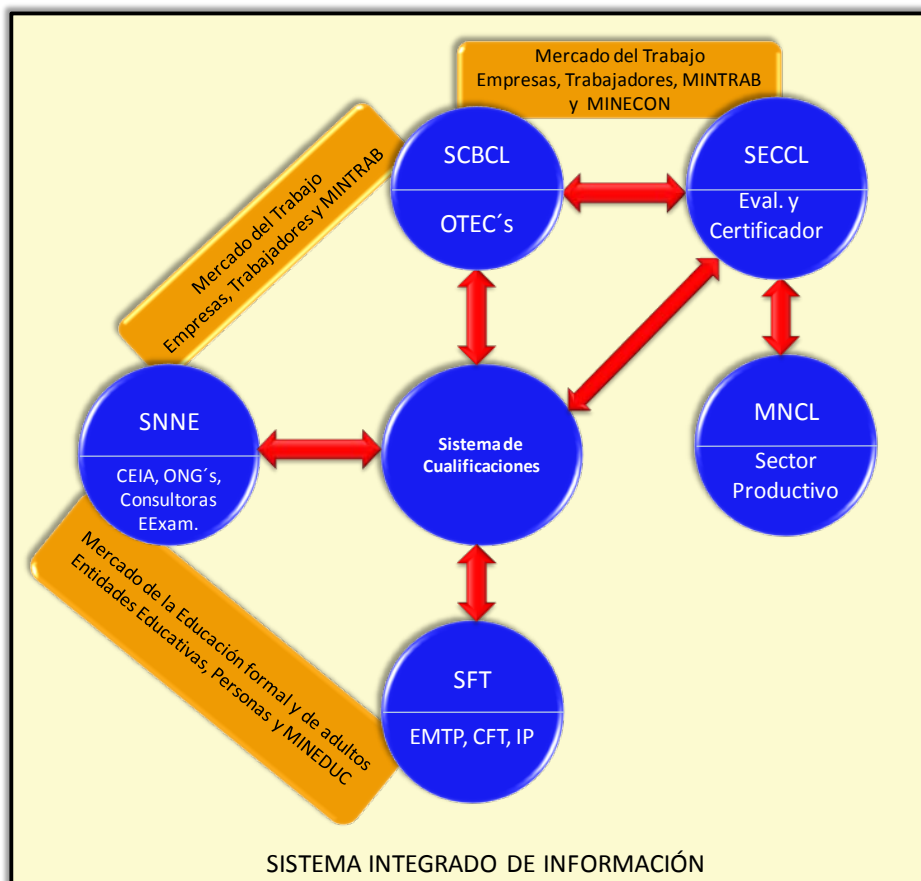 Mercado del Trabajo
Empresas, Trabajadores, MINTRAB
y MINECON
SCBCL
OTEC´s
SECCL
Eval. y
Certificador
Mercado del Trabajo
Empresas, Trabajadores y MINTRAB
SNNE
CEIA, ONG´s,
Consultoras
EExam.
Sistema de
Cualificaciones
MNCL
Sector
Productivo
Mercado de la Educación formal y de adultos
Entidades Educativas, Personas y MINEDUC
SFT
EMTP, CFT, IP
SISTEMA INTEGRADO DE INFORMACIÓN